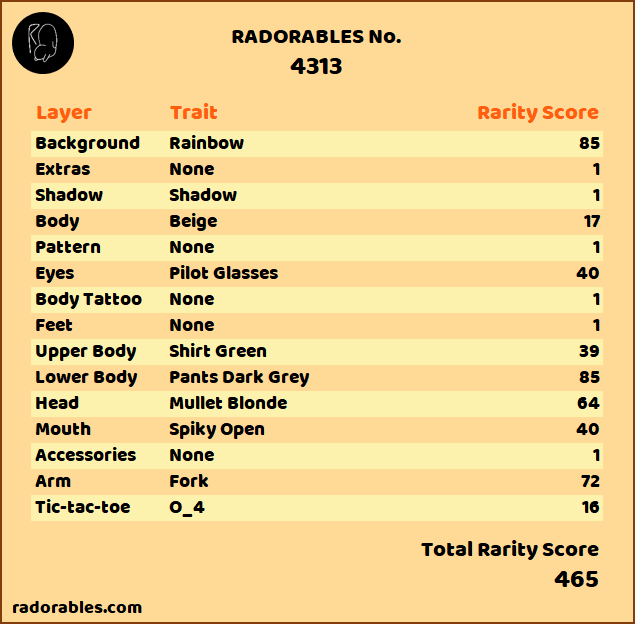 RADORABLES No.
4313
Layer Trait Rarity Score
Background Rainbow 85
Extras None 1
Shadow Shadow 1
Body Beige 17
Pattern None 1
Eyes Pilot Glasses 40
Body Tattoo None 1
Feet None 1
Upper Body Shirt Green 39
Lower Body Pants Dark Grey 85
Head Mullet Blonde 64
Mouth Spiky Open 40
Accessories None 1
Arm Fork 72
Tic-tac-toe O_4 16
Total Rarity Score
465
radorables.com